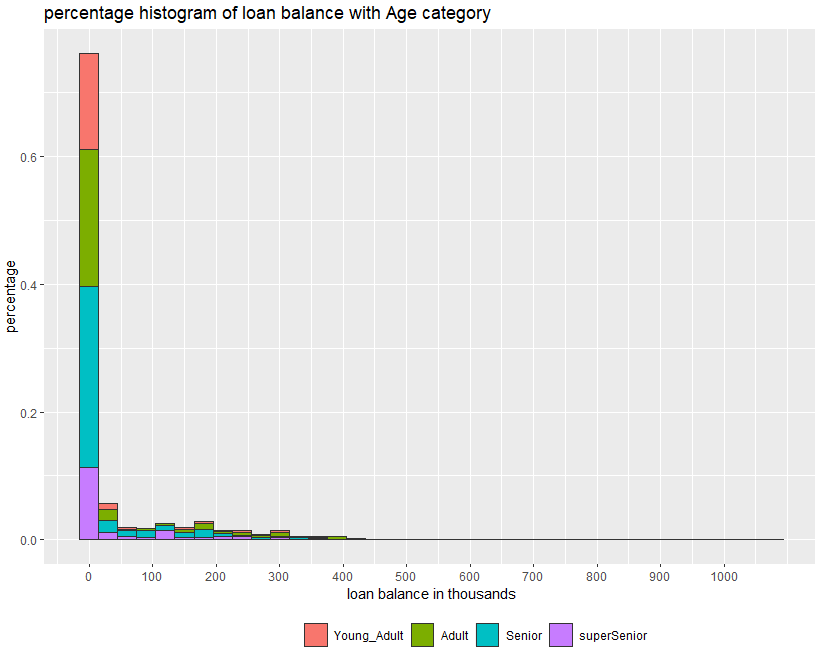 percentage histogram of loan balance with Age category
percentage
0.6
0.4
0.2
0.0
0 100 200 300 400 500 600 700 800 900 1000
loan balance in thousands
Young_Adult Adult Senior superSenior